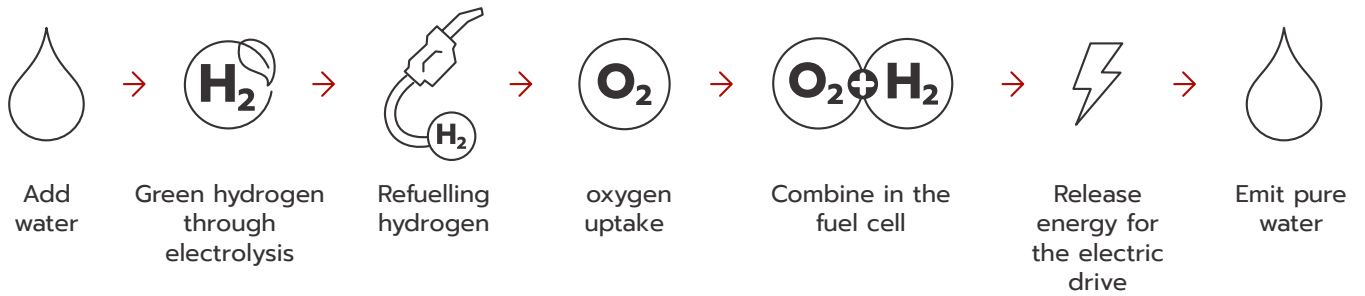 H2
H2
O2
O2 + H2
Add
water
Green hydrogen
through
electrolysis
Refuelling
hydrogen
oxygen
uptake
Combine in the
fuel cell
Release
energy for
the electric
drive
Emit pure
water